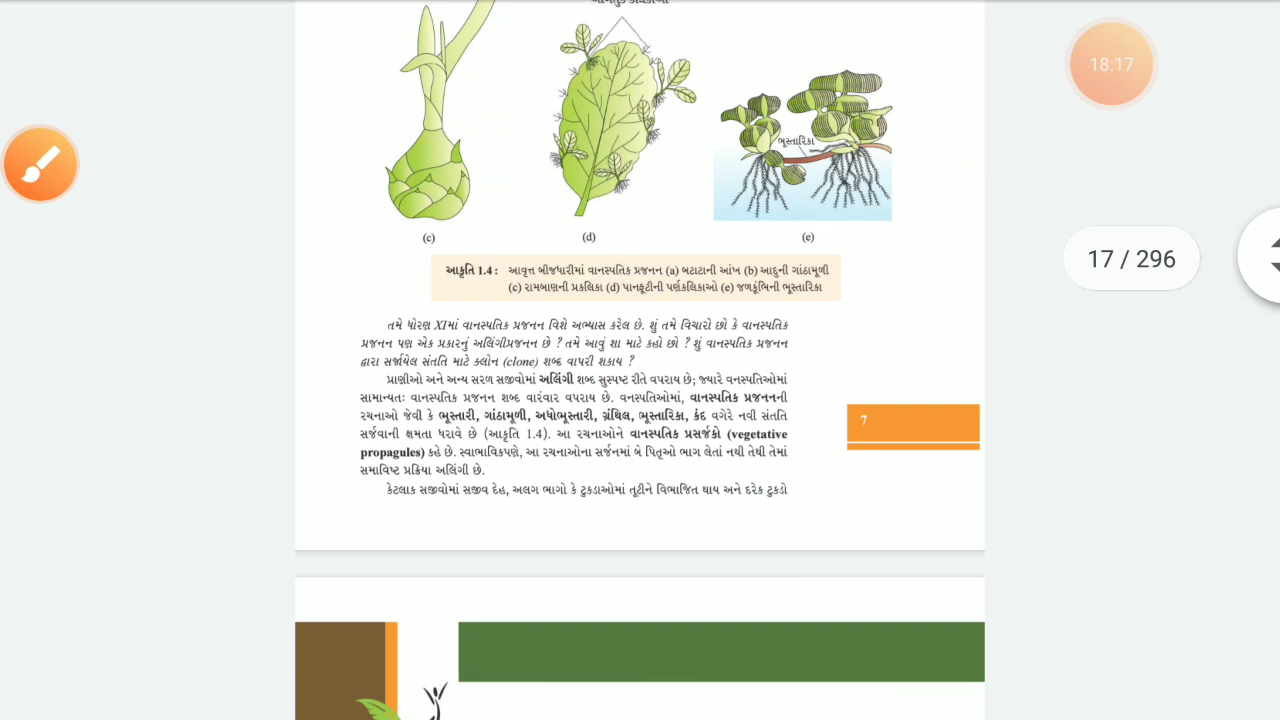 18:17
ભૂસ્તારિકા
17 / 296
(c)
(d)
(e)
આકૃતિ 1.4 : આવૃત્ત બીજધારીમાં વાનસ્પતિક પ્રજનન (a) બટાટાની આંખ (b) આદુની ગાંઠામૂળી
(c) રામબાણની પ્રકલિકા (d) પાનફૂટીની પર્ણકલિકાઓ (e) જળકુંભિની ભૂસ્તારિકા
તમે ધોરણ XIમાં વાનસ્પતિક પ્રજનન વિશે અભ્યાસ કરેલ છે. શું તમે વિચારો છો કે વાનસ્પતિક
પ્રજનન પણ એક પ્રકારનું અલિંગીપ્રજનન છે ? તમે આવું શા માટે કહો છો ? શું વાનસ્પતિક પ્રજનન
દ્વારા સર્જાયેલ સંતતિ માટે ક્લોન (clone) શબ્દ વાપરી શકાય ?
પ્રાણીઓ અને અન્ય સરળ સજીવોમાં અલિંગી શબ્દ સુસ્પષ્ટ રીતે વપરાય છે; જ્યારે વનસ્પતિઓમાં
સામાન્યતઃ વાનસ્પતિક પ્રજનન શબ્દ વારંવાર વપરાય છે. વનસ્પતિઓમાં, વાનસ્પતિક પ્રજનનની
રચનાઓ જેવી કે ભૂસ્તારી, ગાંઠામૂળી, અધોભૂસ્તારી, ગ્રંથિલ, ભૂસ્તારિકા, કંદ વગેરે નવી સંતતિ
સર્જવાની ક્ષમતા ધરાવે છે (આકૃતિ 1.4). આ રચનાઓને વાનસ્પતિક પ્રસર્જકો (vegetative
propagules) કહે છે. સ્વાભાવિકપણે, આ રચનાઓના સર્જનમાં બે પિતૃઓ ભાગ લેતાં નથી તેથી તેમાં
સમાવિષ્ટ પ્રક્રિયા અલિંગી છે.
7
કેટલાક સજીવોમાં સજીવ દેહ, અલગ ભાગો કે ટુકડાઓમાં તૂટીને વિભાજિત થાય અને દરેક ટુકડો